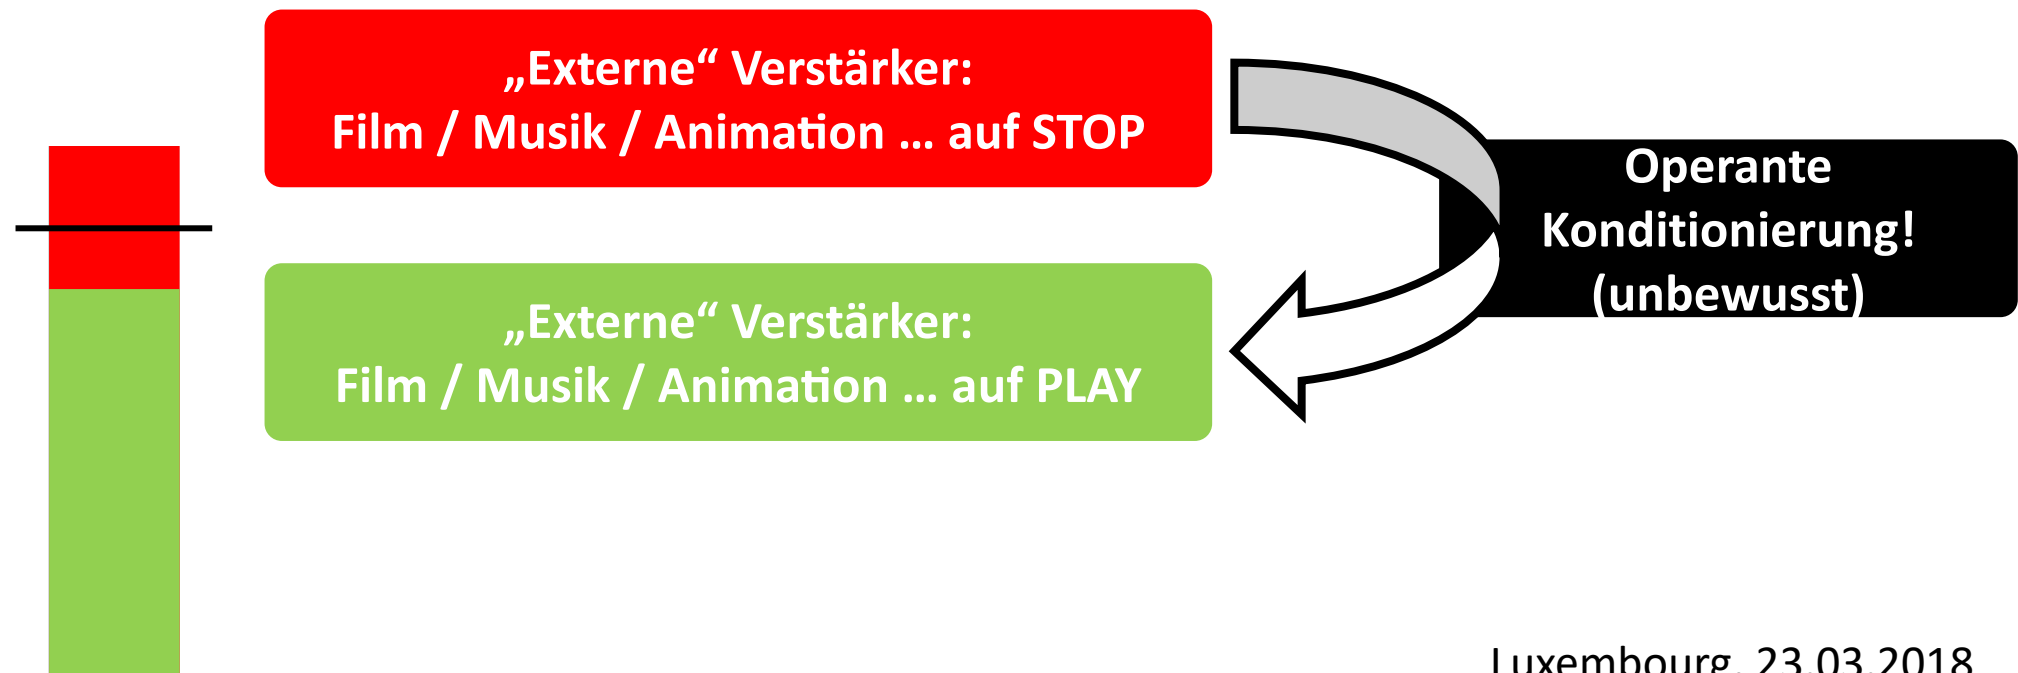 „Externe“ Verstärker:
Film / Musik / Animation ... auf STOP
Operante
Konditionierung!
(unbewusst)
„Externe“ Verstärker:
Film / Musik / Animation ... auf PLAY
Luxembourg, 23.03.2018